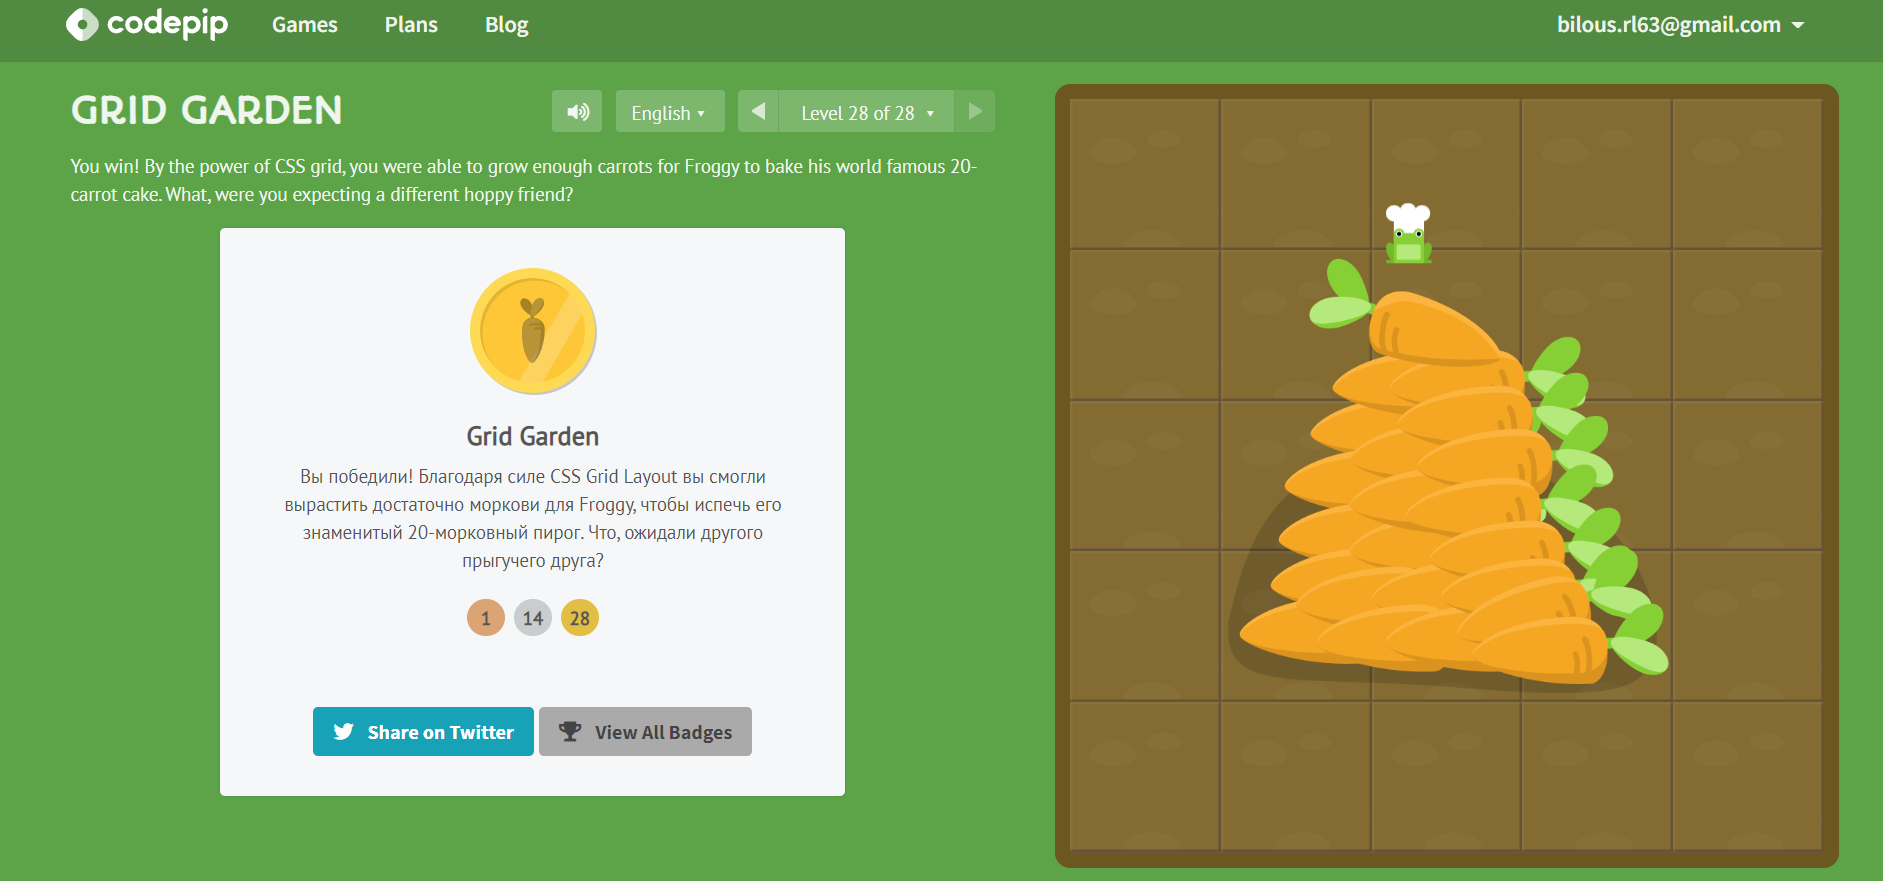 codepip
Games
Plans
Blog
bilous.rl63@gmail.com
GRID GARDEN
English
Level 28 of 28
You win! By the power of CSS grid, you were able to grow enough carrots for Froggy to bake his world famous 20-
carrot cake. What, were you expecting a different hoppy friend?
Grid Garden
Вы победили! Благодаря силе CSS Grid Layout вы смогли
вырастить достаточно моркови для Froggy, чтобы испечь его
знаменитый 20-морковный пирог. Что, ожидали другого
прыгучего друга?
1 14 28
Share on Twitter
View All Badges